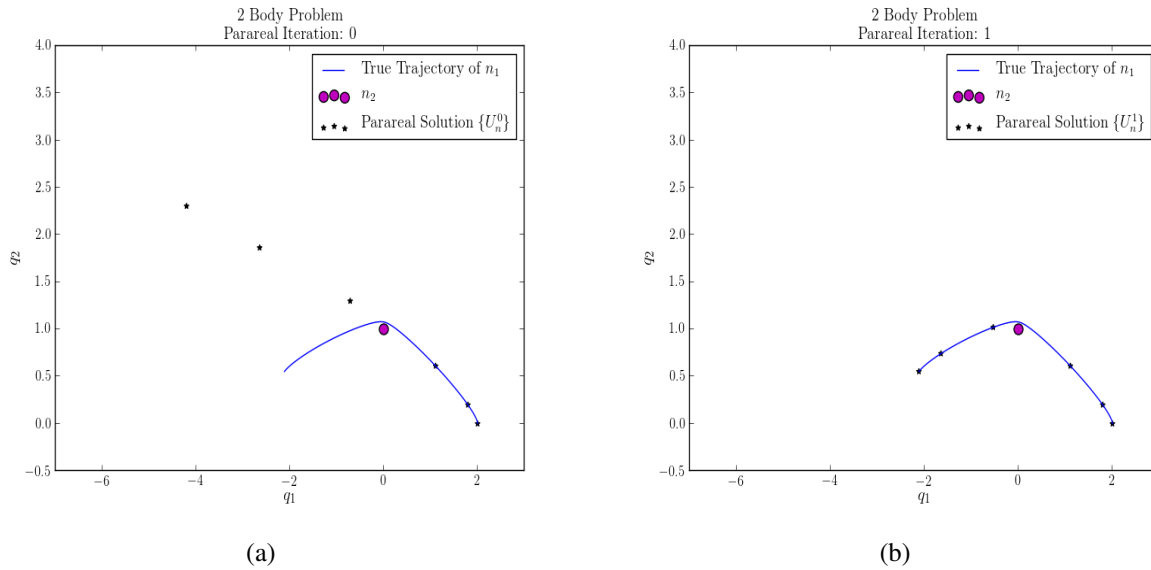 2 Body Problem
Parareal Iteration: 0
4.0
3.5
3.0
2.5
2.0
1.5
1.0
0.5
0.0
−0.5
q₂
−6
−4
−2
0
2
q₁
True Trajectory of n₁
n₂
Parareal Solution {U⁰ₙ}
(a)
2 Body Problem
Parareal Iteration: 1
4.0
3.5
3.0
2.5
2.0
1.5
1.0
0.5
0.0
−0.5
q₂
−6
−4
−2
0
2
q₁
True Trajectory of n₁
n₂
Parareal Solution {U¹ₙ}
(b)